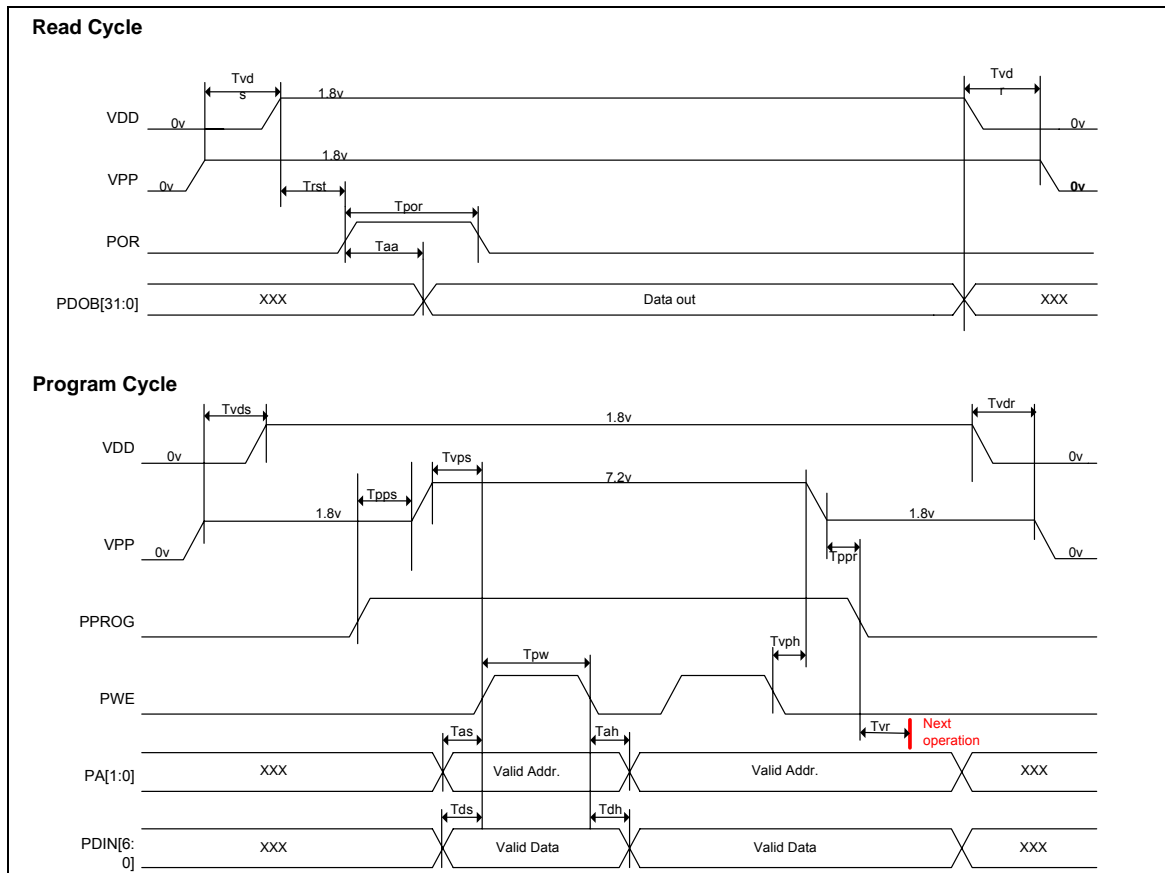 Read Cycle
Tvd
s
1.8v
Tvd
r
VDD
0v
0v
1.8v
VPP
0v
0v
Trst
Tpor
POR
Taa
PDOB[31:0]
XXX
Data out
XXX
Program Cycle
Tvds
1.8v
Tvdr
VDD
0v
0v
Tvps
7.2v
Tpps
1.8v
1.8v
VPP
0v
0v
Tppr
PPROG
Tvph
Tpw
PWE
Tvr
Next
operation
Tas
Tah
PA[1:0]
XXX
Valid Addr.
Valid Addr.
XXX
Tds
Tdh
PDIN[6:
0]
XXX
Valid Data
Valid Data
XXX